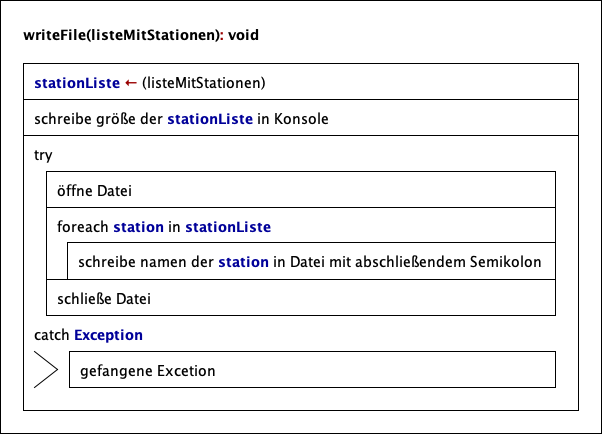 writeFile(listeMitStationen): void
stationListe ← (listeMitStationen)
schreibe größe der stationListe in Konsole
try
öffne Datei
foreach station in stationListe
schreibe namen der station in Datei mit abschließendem Semikolon
schließe Datei
catch Exception
gefangene Excetion